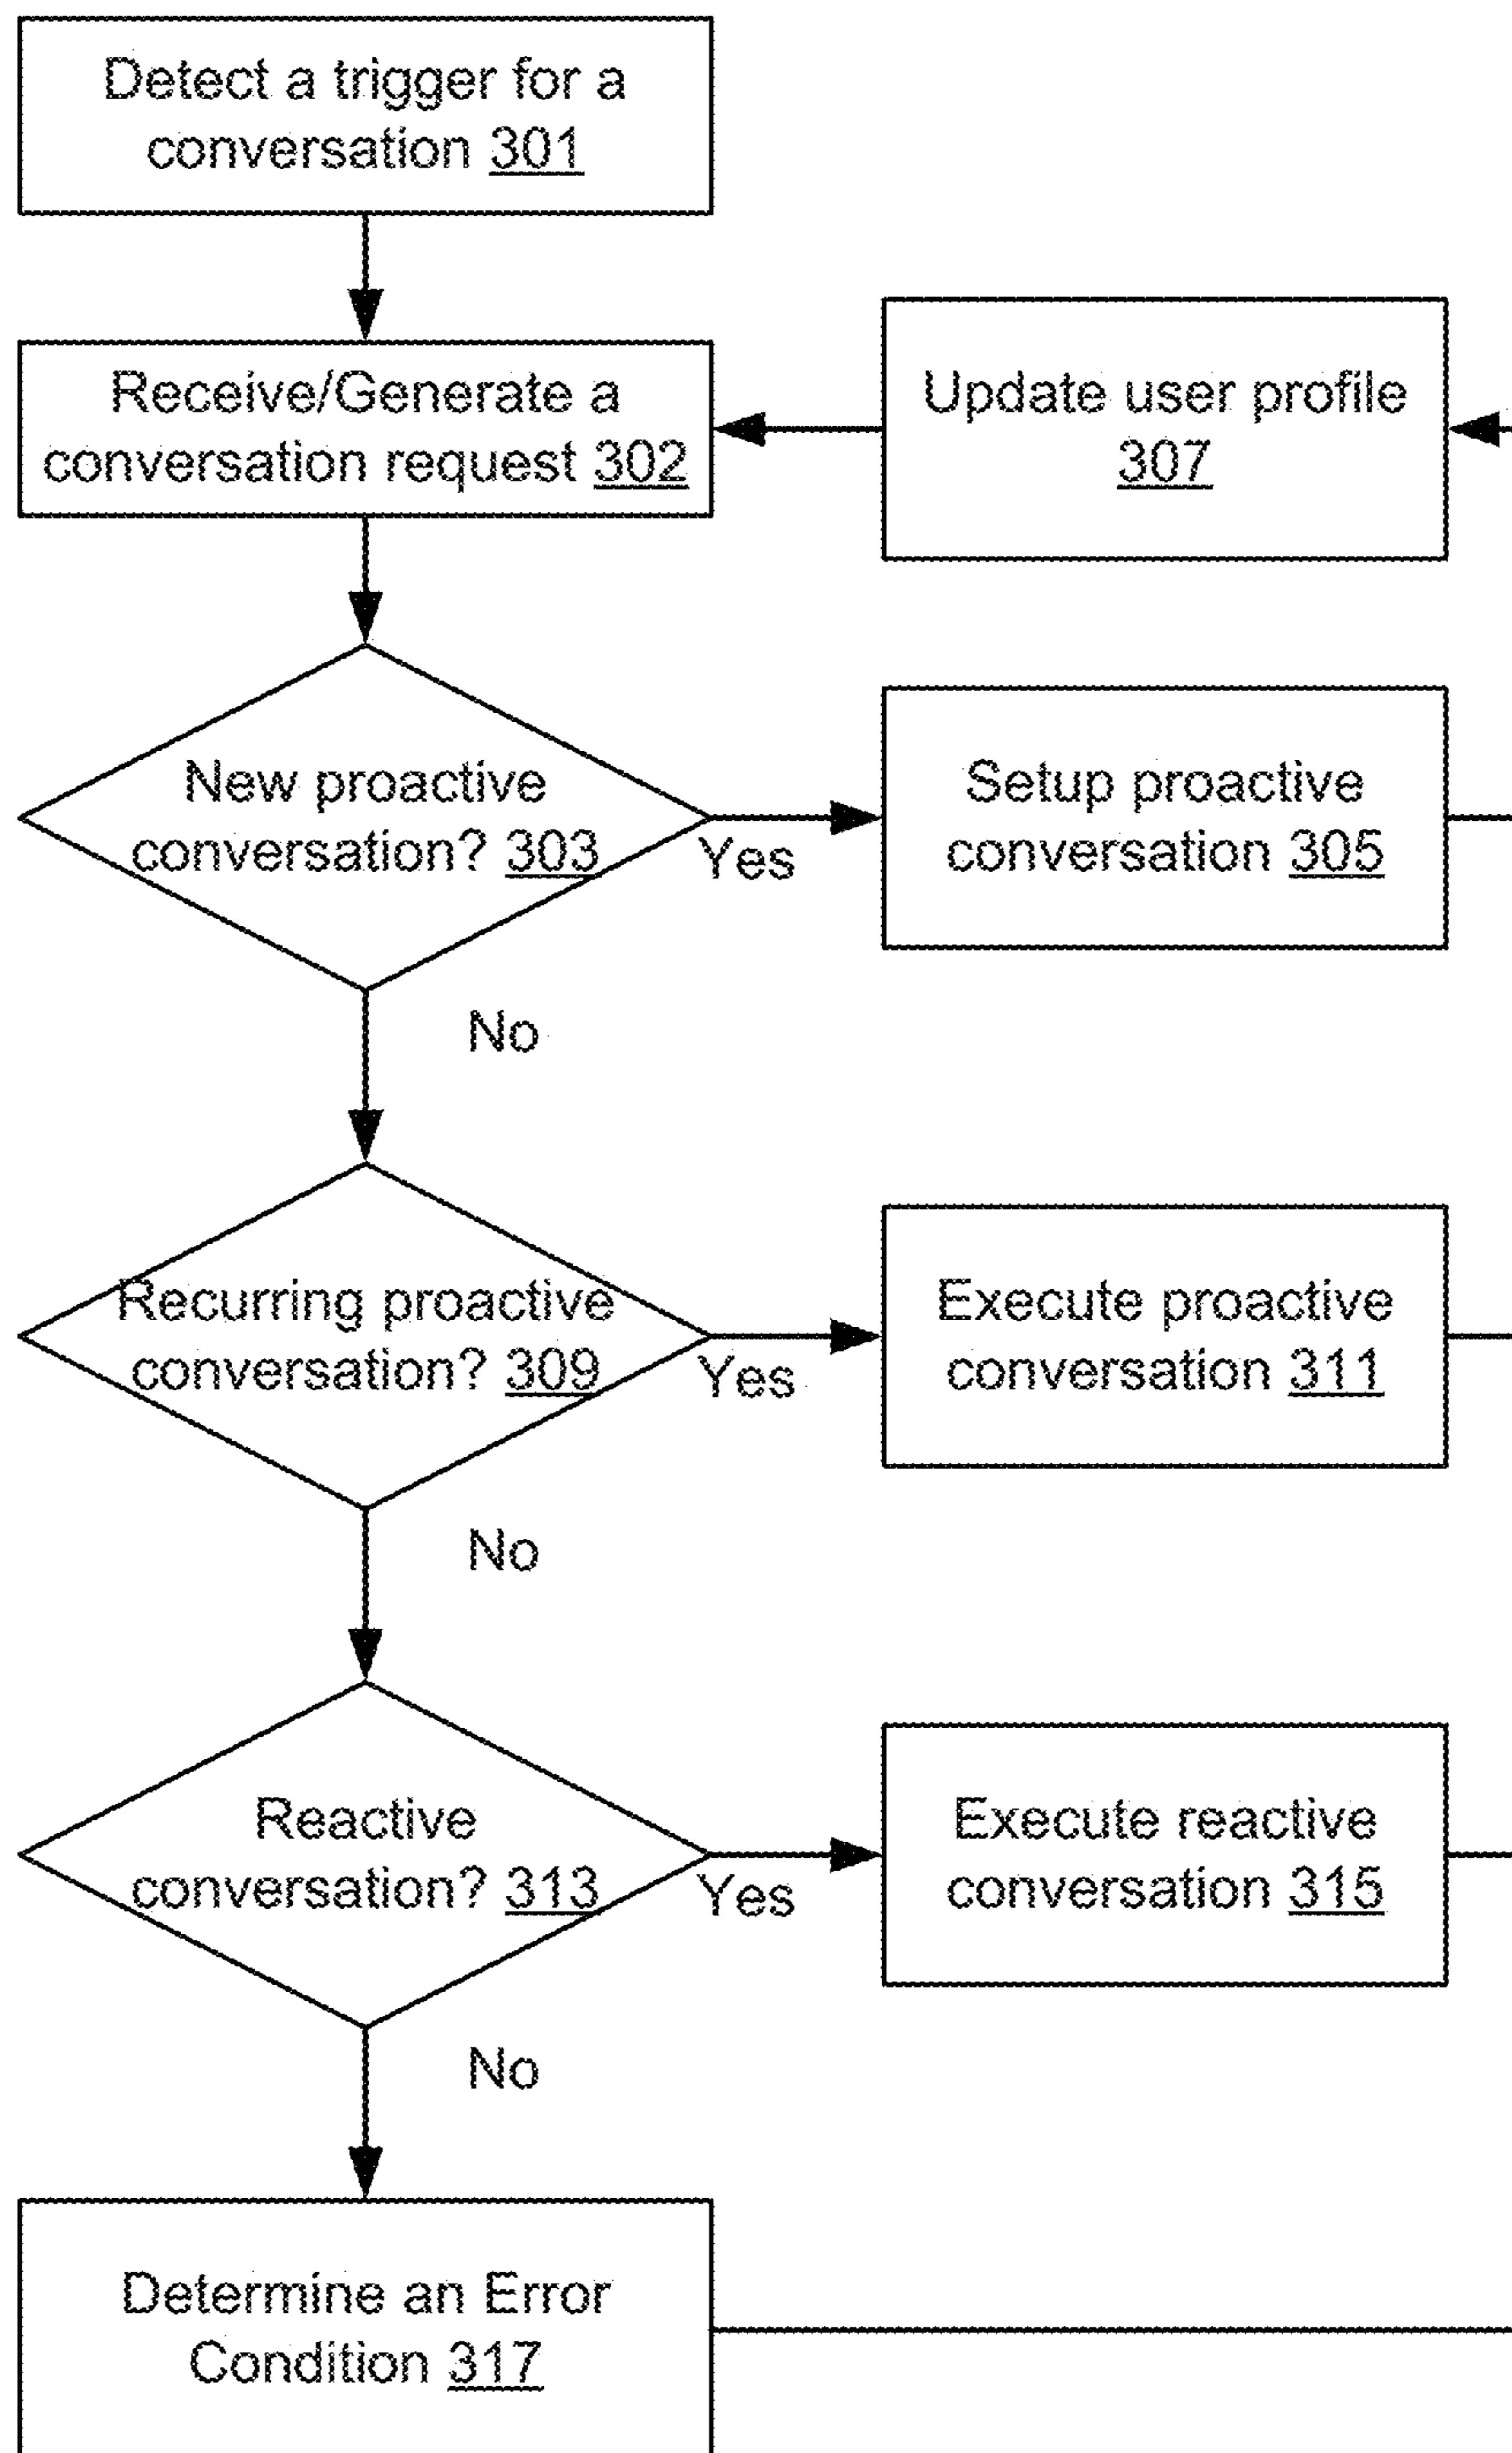 Detect a trigger for a
conversation 301
Receive/Generate a
conversation request 302
Update user profile
307
New proactive
conversation? 303
Yes
Setup proactive
conversation 305
No
Recurring proactive
conversation? 309
Yes
Execute proactive
conversation 311
No
Reactive
conversation? 313
Yes
Execute reactive
conversation 315
No
Determine an Error
Condition 317